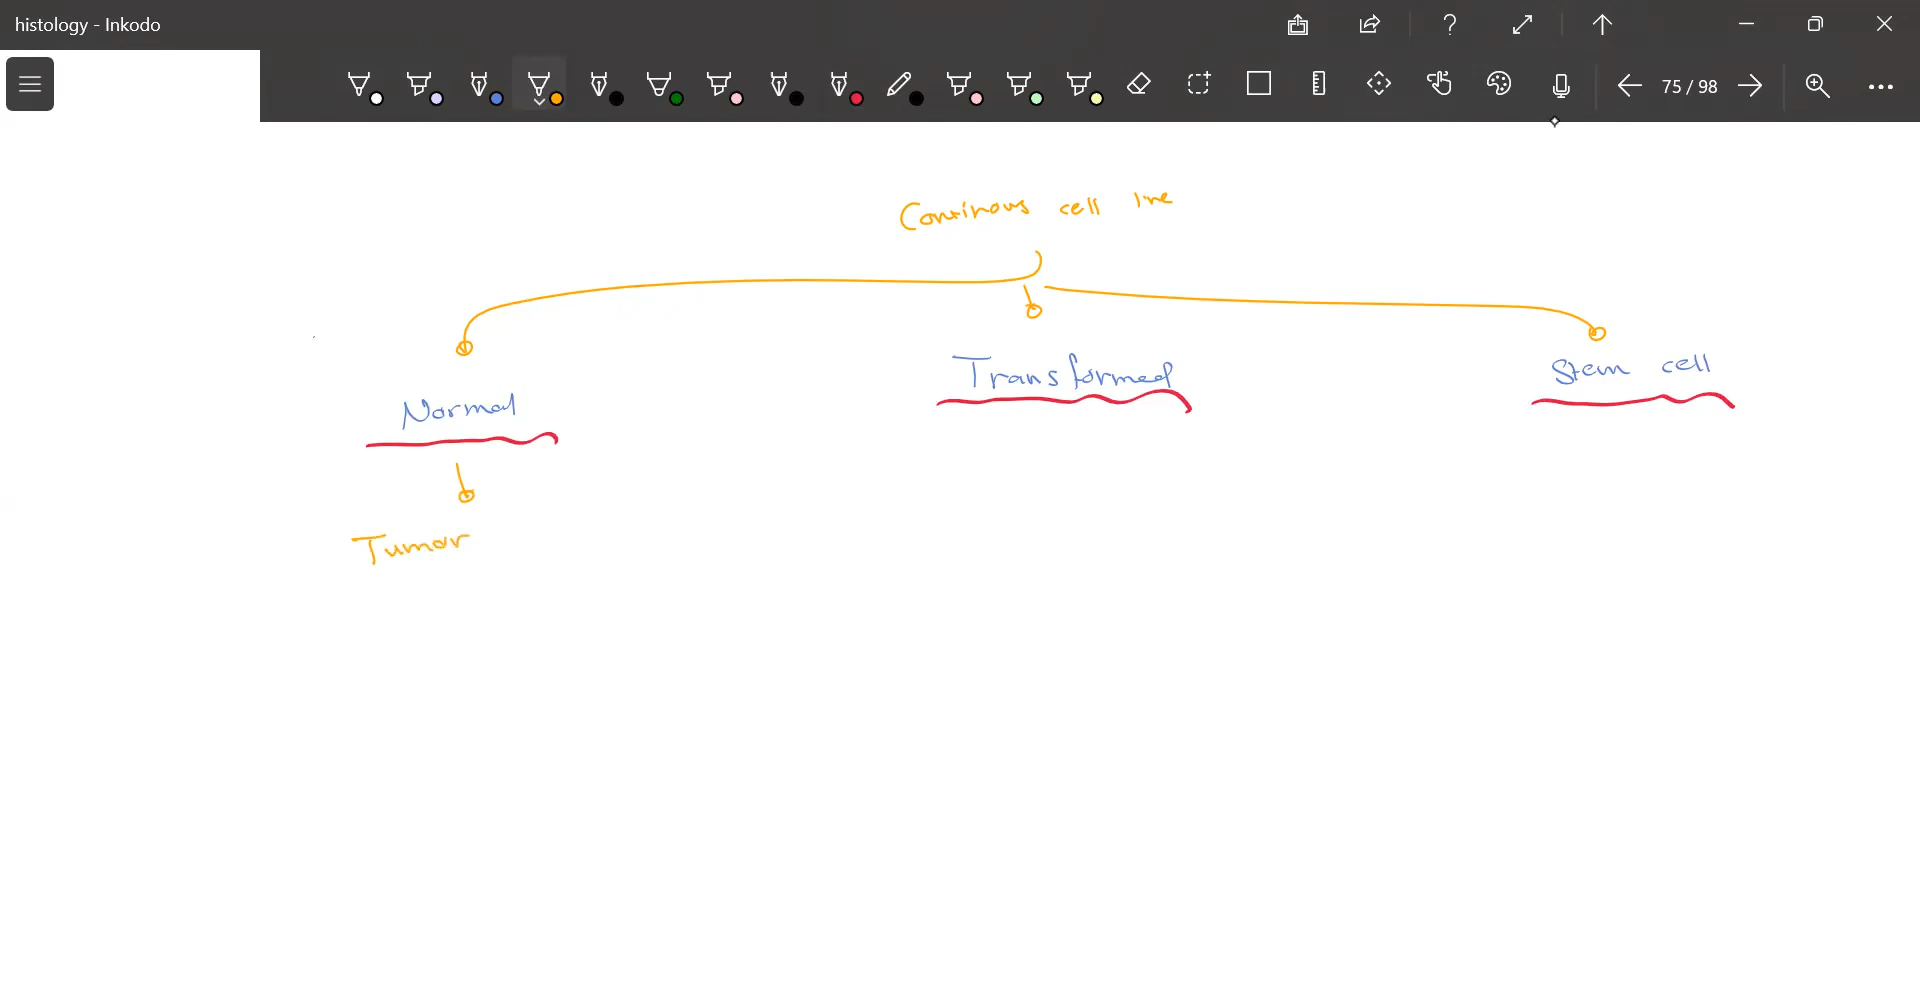 histology - Inkodo
75 / 98
Continous cell line
Normal
Transformed
Stem cell
Tumor